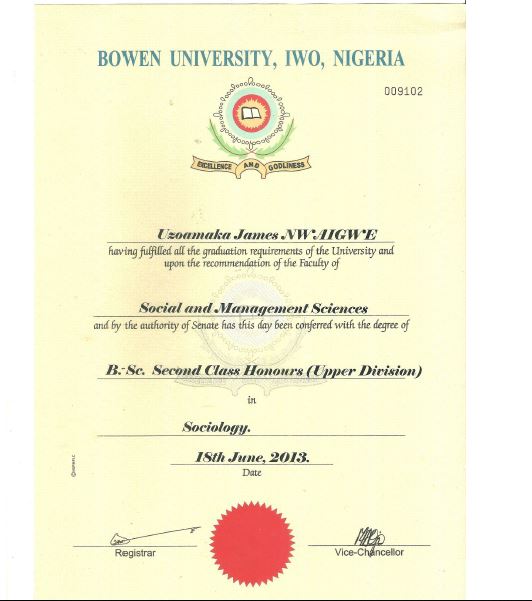 BOWEN UNIVERSITY, IWO, NIGERIA
009102
EXCELLENCE AND GODLINESS
Uzoamaka James NWAIGWE
having fulfilled all the graduation requirements of the University and
upon the recommendation of the Faculty of
Social and Management Sciences
and by the authority of Senate has this day been conferred with the degree of
B.Sc. Second Class Honours (Upper Division)
in
Sociology.
18th June, 2013.
Date
Registrar
Vice-Chancellor